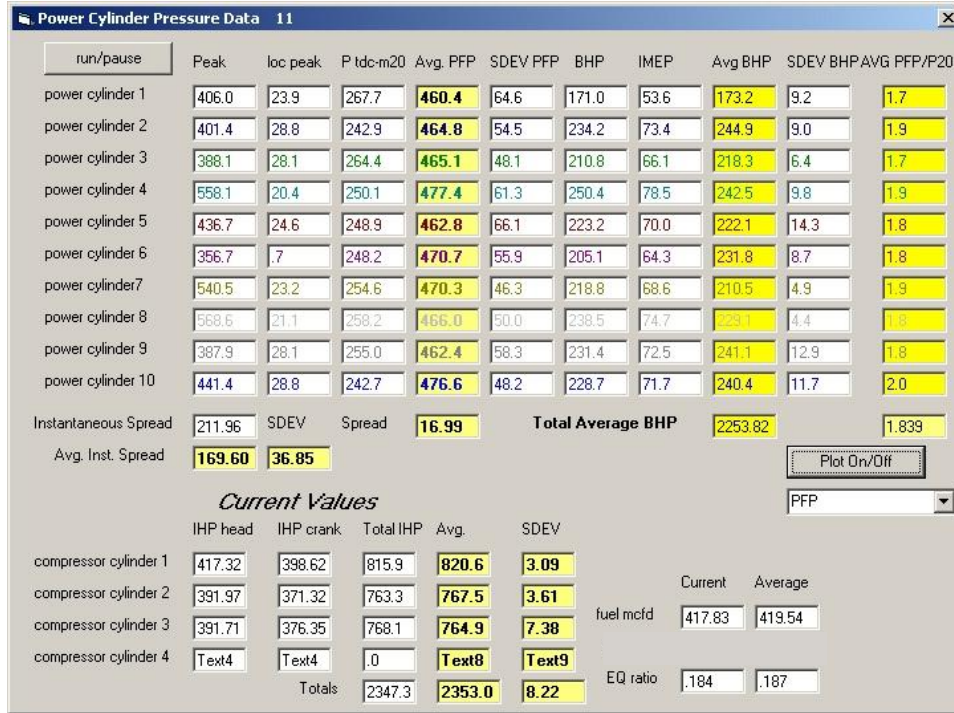 Power Cylinder Pressure Data 11
run/pause Peak loc peak P tdc-m20 Avg. PFP SDEV PFP BHP IMEP Avg BHP SDEV BHP AVG PFP/P20
power cylinder 1 406.0 23.9 267.7 460.4 64.6 171.0 53.6 173.2 9.2 1.7
power cylinder 2 401.4 28.8 242.9 464.8 54.5 234.2 73.4 244.9 9.0 1.9
power cylinder 3 388.1 28.1 264.4 465.1 48.1 210.8 66.1 218.3 6.4 1.7
power cylinder 4 558.1 20.4 250.1 477.4 61.3 250.4 78.5 242.5 9.8 1.9
power cylinder 5 436.7 24.6 248.9 462.8 66.1 223.2 70.0 222.1 14.3 1.8
power cylinder 6 356.7 .7 248.2 470.7 55.9 205.1 64.3 231.8 8.7 1.8
power cylinder7 540.5 23.2 254.6 470.3 46.3 218.8 68.6 210.5 4.9 1.9
power cylinder 8 568.6 21.1 258.2 466.0 50.0 238.5 74.7 229.1 4.4 1.8
power cylinder 9 387.9 28.1 255.0 462.4 58.3 231.4 72.5 241.1 12.9 1.8
power cylinder 10 441.4 28.8 242.7 476.6 48.2 228.7 71.7 240.4 11.7 2.0
Instantaneous Spread 211.96 SDEV Spread 16.99 Total Average BHP 2253.82 1.839
Avg. Inst. Spread 169.60 36.85 Plot On/Off
PFP
Current Values
IHP head IHP crank Total IHP Avg. SDEV
compressor cylinder 1 417.32 398.62 815.9 820.6 3.09
compressor cylinder 2 391.97 371.32 763.3 767.5 3.61
Current Average
compressor cylinder 3 391.71 376.35 768.1 764.9 7.38 fuel mcfd 417.83 419.54
compressor cylinder 4 Text4 Text4 .0 Text8 Text9
Totals 2347.3 2353.0 8.22 EQ ratio .184 .187